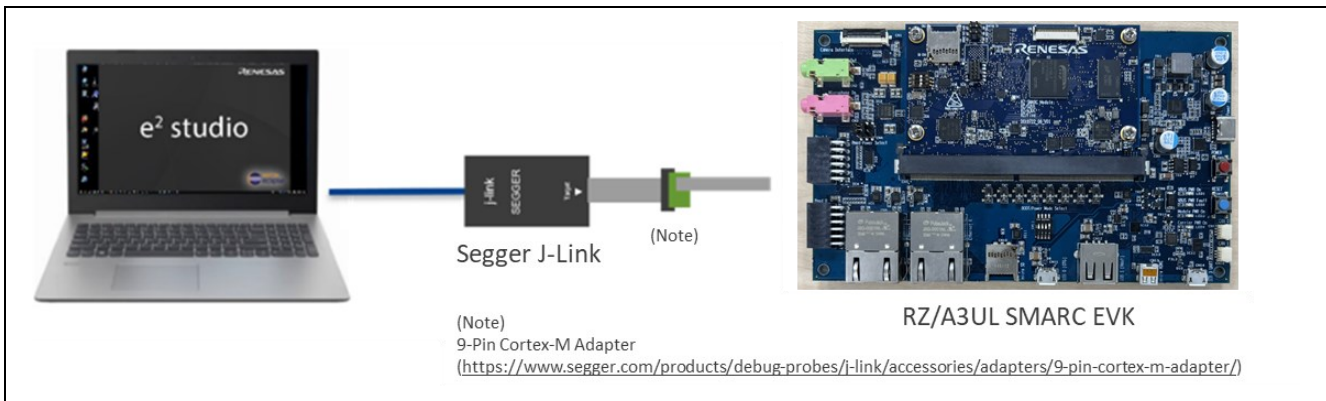 RENESAS
e² studio
j-link
SEGGER
Target
Segger J-Link
(Note)
RENESAS
RZ/A3UL SMARC EVK
(Note)
9-Pin Cortex-M Adapter
(https://www.segger.com/products/debug-probes/j-link/accessories/adapters/9-pin-cortex-m-adapter/)